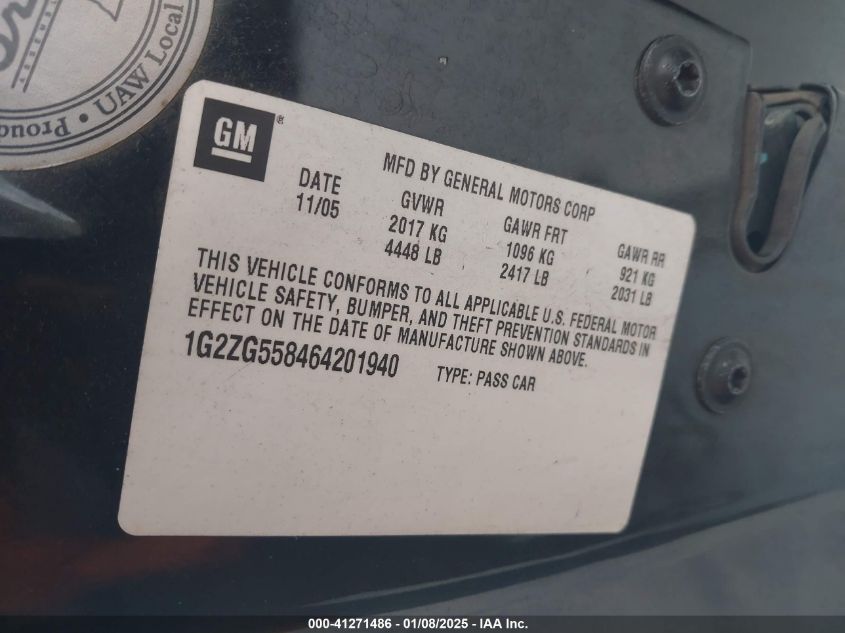 Proud
UAW Local
GM
®
MFD BY GENERAL MOTORS CORP
DATE GVWR GAWR FRT GAWR RR
11/05 2017 KG 1096 KG 921 KG
4448 LB 2417 LB 2031 LB
THIS VEHICLE CONFORMS TO ALL APPLICABLE U.S. FEDERAL MOTOR
VEHICLE SAFETY, BUMPER, AND THEFT PREVENTION STANDARDS IN
EFFECT ON THE DATE OF MANUFACTURE SHOWN ABOVE.
1G2ZG558464201940 TYPE: PASS CAR
000-41271486 - 01/08/2025 - IAA Inc.